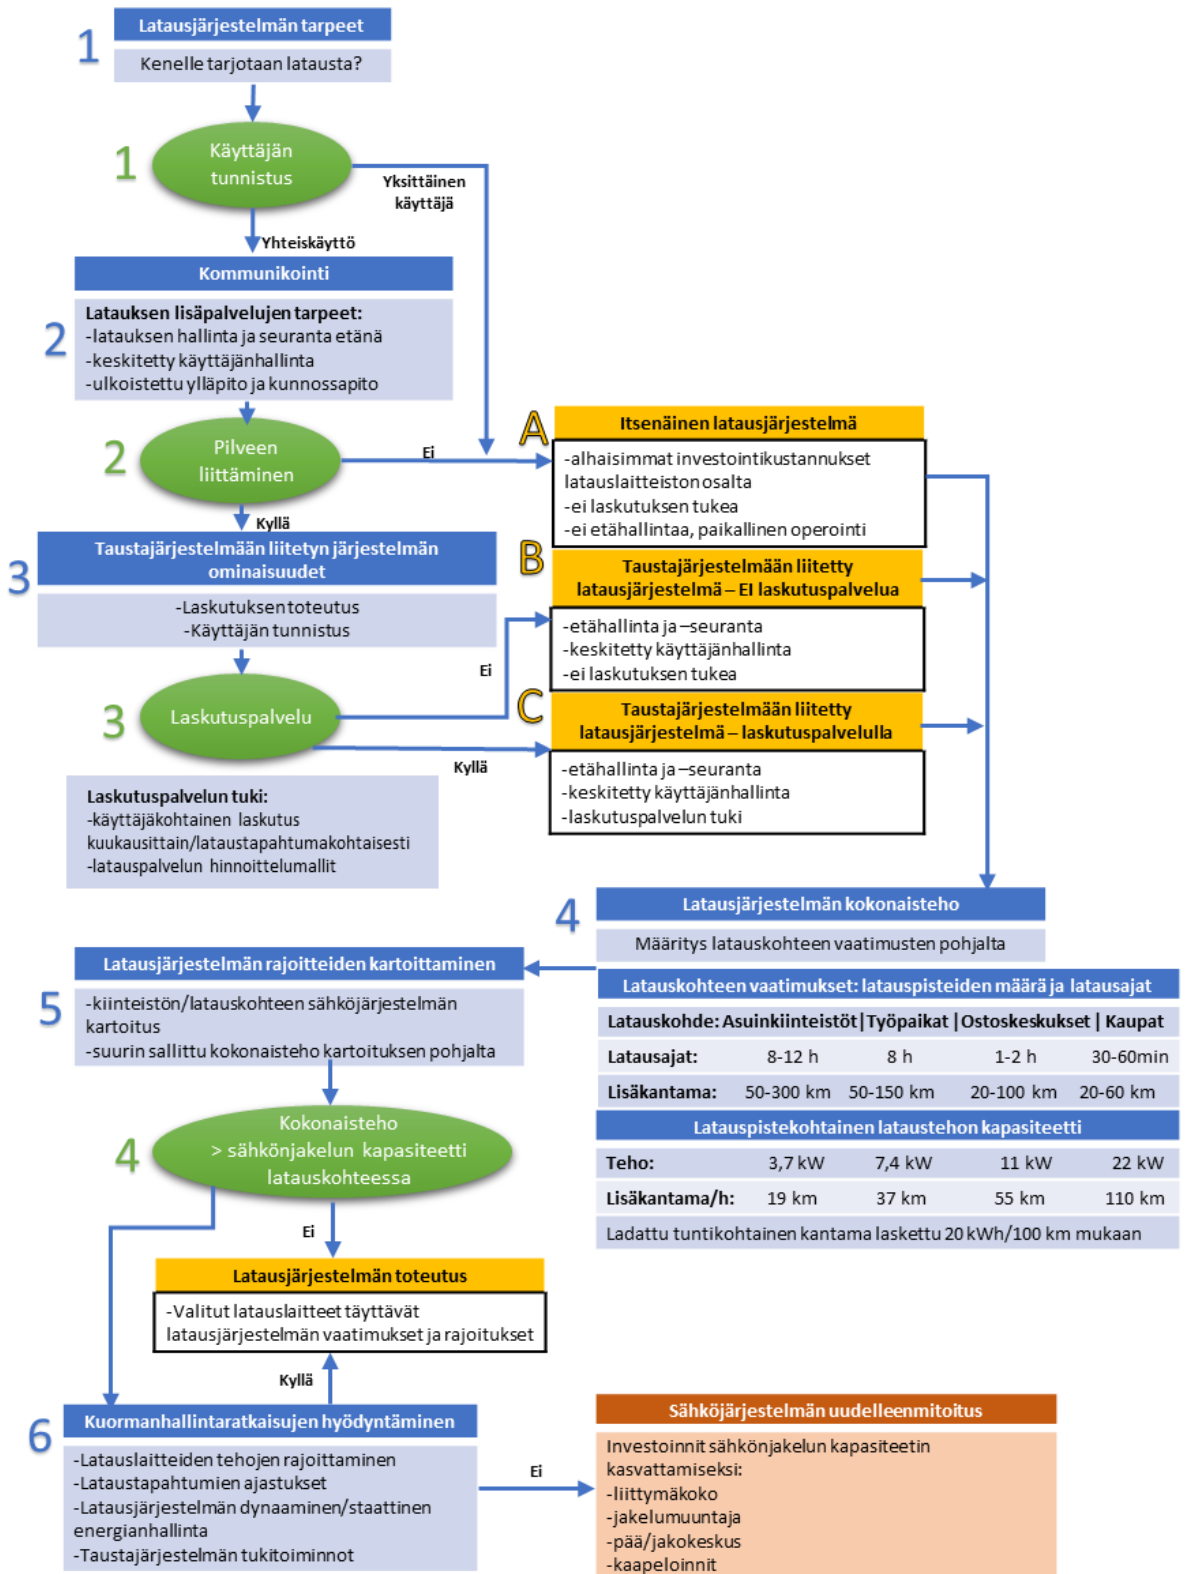 1
Latausjärjestelmän tarpeet
Kenelle tarjotaan latausta?
1
Käyttäjän
tunnistus
Yksittäinen
käyttäjä
Yhteiskäyttö
2
Kommunikointi
Latauksen lisäpalvelujen tarpeet:
-latauksen hallinta ja seuranta etänä
-keskitetty käyttäjänhallinta
-ulkoistettu ylläpito ja kunnossapito
2
Pilveen
liittäminen
Ei
Kyllä
A
Itsenäinen latausjärjestelmä
-alhaisimmat investointikustannukset
latauslaitteiston osalta
-ei laskutuksen tukea
-ei etähallintaa, paikallinen operointi
3
Taustajärjestelmään liitetyn järjestelmän
ominaisuudet
-Laskutuksen toteutus
-Käyttäjän tunnistus
B
Taustajärjestelmään liitetty
latausjärjestelmä – EI laskutuspalvelua
-etähallinta ja –seuranta
-keskitetty käyttäjänhallinta
-ei laskutuksen tukea
3
Laskutuspalvelu
Ei
Kyllä
C
Taustajärjestelmään liitetty
latausjärjestelmä – laskutuspalvelulla
-etähallinta ja –seuranta
-keskitetty käyttäjänhallinta
-laskutuspalvelun tuki
Laskutuspalvelun tuki:
-käyttäjäkohtainen laskutus
kuukausittain/lataustapahtumakohtaisesti
-latauspalvelun hinnoittelumallit
4
Latausjärjestelmän kokonaisteho
Määritys latauskohteen vaatimusten pohjalta
Latauskohteen vaatimukset: latauspisteiden määrä ja latausajat
Latauskohde: Asuinkiinteistöt|Työpaikat |Ostoskeskukset | Kaupat
Latausajat: 8-12 h 8 h 1-2 h 30-60min
Lisäkantama: 50-300 km 50-150 km 20-100 km 20-60 km
Latauspistekohtainen lataustehon kapasiteetti
Teho: 3,7 kW 7,4 kW 11 kW 22 kW
Lisäkantama/h: 19 km 37 km 55 km 110 km
Ladattu tuntikohtainen kantama laskettu 20 kWh/100 km mukaan
5
Latausjärjestelmän rajoitteiden kartoittaminen
-kiinteistön/latauskohteen sähköjärjestelmän
kartoitus
-suurin sallittu kokonaisteho kartoituksen pohjalta
4
Kokonaisteho
> sähkönjakelun kapasiteetti
latauskohteessa
Ei
Latausjärjestelmän toteutus
-Valitut latauslaitteet täyttävät
latausjärjestelmän vaatimukset ja rajoitukset
Kyllä
6
Kuormanhallintaratkaisujen hyödyntäminen
-Latauslaitteiden tehojen rajoittaminen
-Lataustapahtumien ajastukset
-Latausjärjestelmän dynaaminen/staattinen
energianhallinta
-Taustajärjestelmän tukitoiminnot
Ei
Sähköjärjestelmän uudelleenmitoitus
Investoinnit sähkönjakelun kapasiteetin
kasvattamiseksi:
-liittymäkoko
-jakelumuuntaja
-pää/jakokeskus
-kaapeloinnit